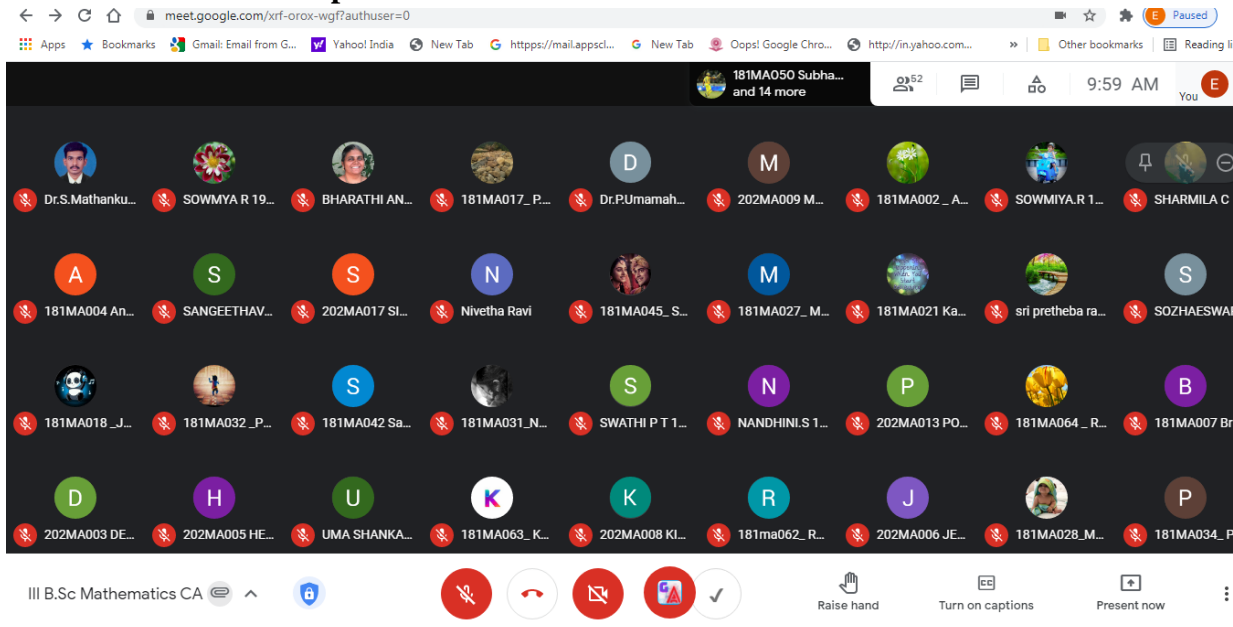 meet.google.com/xrf-orox-wgf?authuser=0
E Paused
Apps Bookmarks Gmail: Email from G... Yahoo! India New Tab httpps://mail.appscl... New Tab Oops! Google Chro... http://in.yahoo.com... » Other bookmarks Reading li
181MA050 Subha...
and 14 more
52
9:59 AM
You
E
D M
Dr.S.Mathanku... SOWMYA R 19... BHARATHI AN... 181MA017_ P... Dr.P.Umamah... 202MA009 M... 181MA002 _ A... SOWMIYA.R 1... SHARMILA C
A S S N M S
181MA004 An... SANGEETHAV... 202MA017 SI... Nivetha Ravi 181MA045_ S... 181MA027_ M... 181MA021 Ka... sri pretheba ra... SOZHAESWAR
S S N P B
181MA018 _J... 181MA032 _P... 181MA042 Sa... 181MA031_N... SWATHI P T 1... NANDHINI.S 1... 202MA013 PO... 181MA064 _ R... 181MA007 Br
D H U K K R J P
202MA003 DE... 202MA005 HE... UMA SHANKA... 181MA063_ K... 202MA008 KI... 181ma062_ R... 202MA006 JE... 181MA028_M... 181MA034_ P
III B.Sc Mathematics CA
Raise hand
CC
Turn on captions
Present now